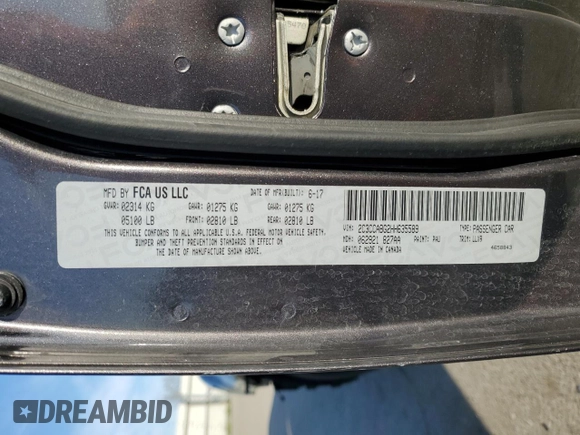 MFD BY FCA US LLC
DATE OF MFR(BUILT): 6-17
GVWR: 02314 KG GAWR: 01275 KG GAWR: 01275 KG
05100 LB FRONT: 02810 LB REAR: 02810 LB
THIS VEHICLE CONFORMS TO ALL APPLICABLE U.S.A. FEDERAL MOTOR VEHICLE SAFETY,
BUMPER AND THEFT PREVENTION STANDARDS IN EFFECT ON
THE DATE OF MANUFACTURE SHOWN ABOVE.
VIN: 2C3CCABG2HH635589 TYPE: PASSENGER CAR
MDH: 062921 827AA PAINT: PAU TRIM: LLX9
VEHICLE MADE IN CANADA
DREAMBID